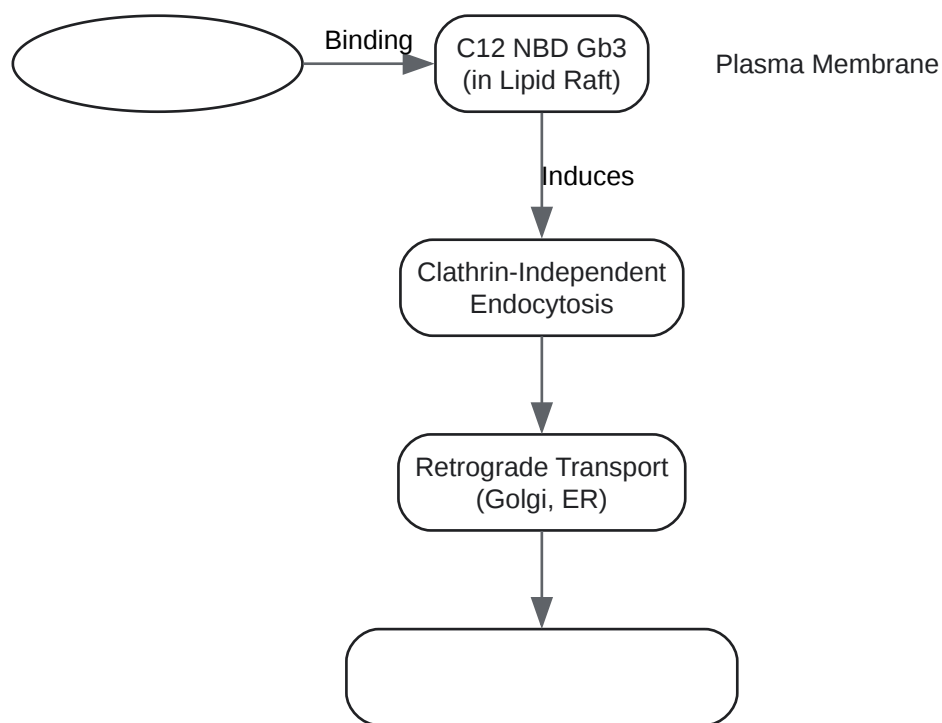 Binding
C12 NBD Gb3
(in Lipid Raft)
Plasma Membrane
Induces
Clathrin-Independent
Endocytosis
Retrograde Transport
(Golgi, ER)